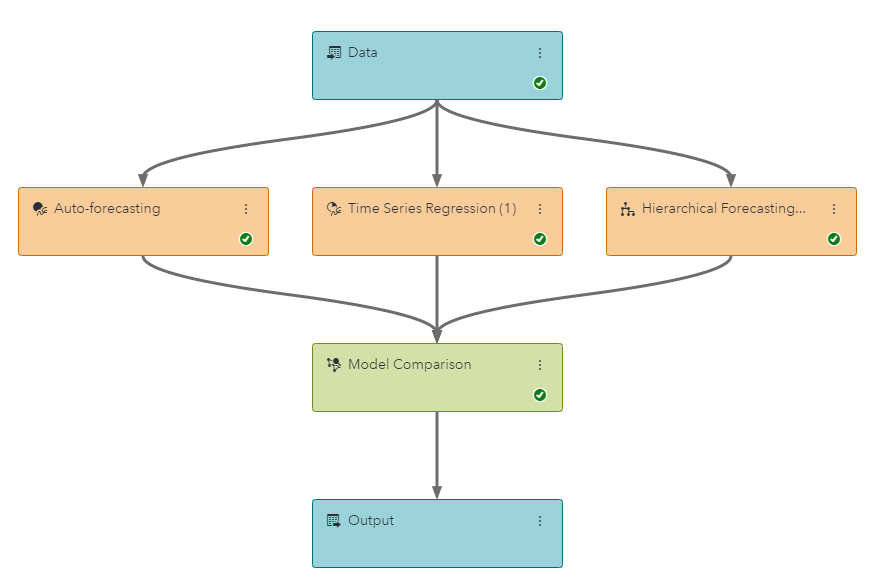 Data
Auto-forecasting
Time Series Regression (1)
Hierarchical Forecasting...
Model Comparison
Output